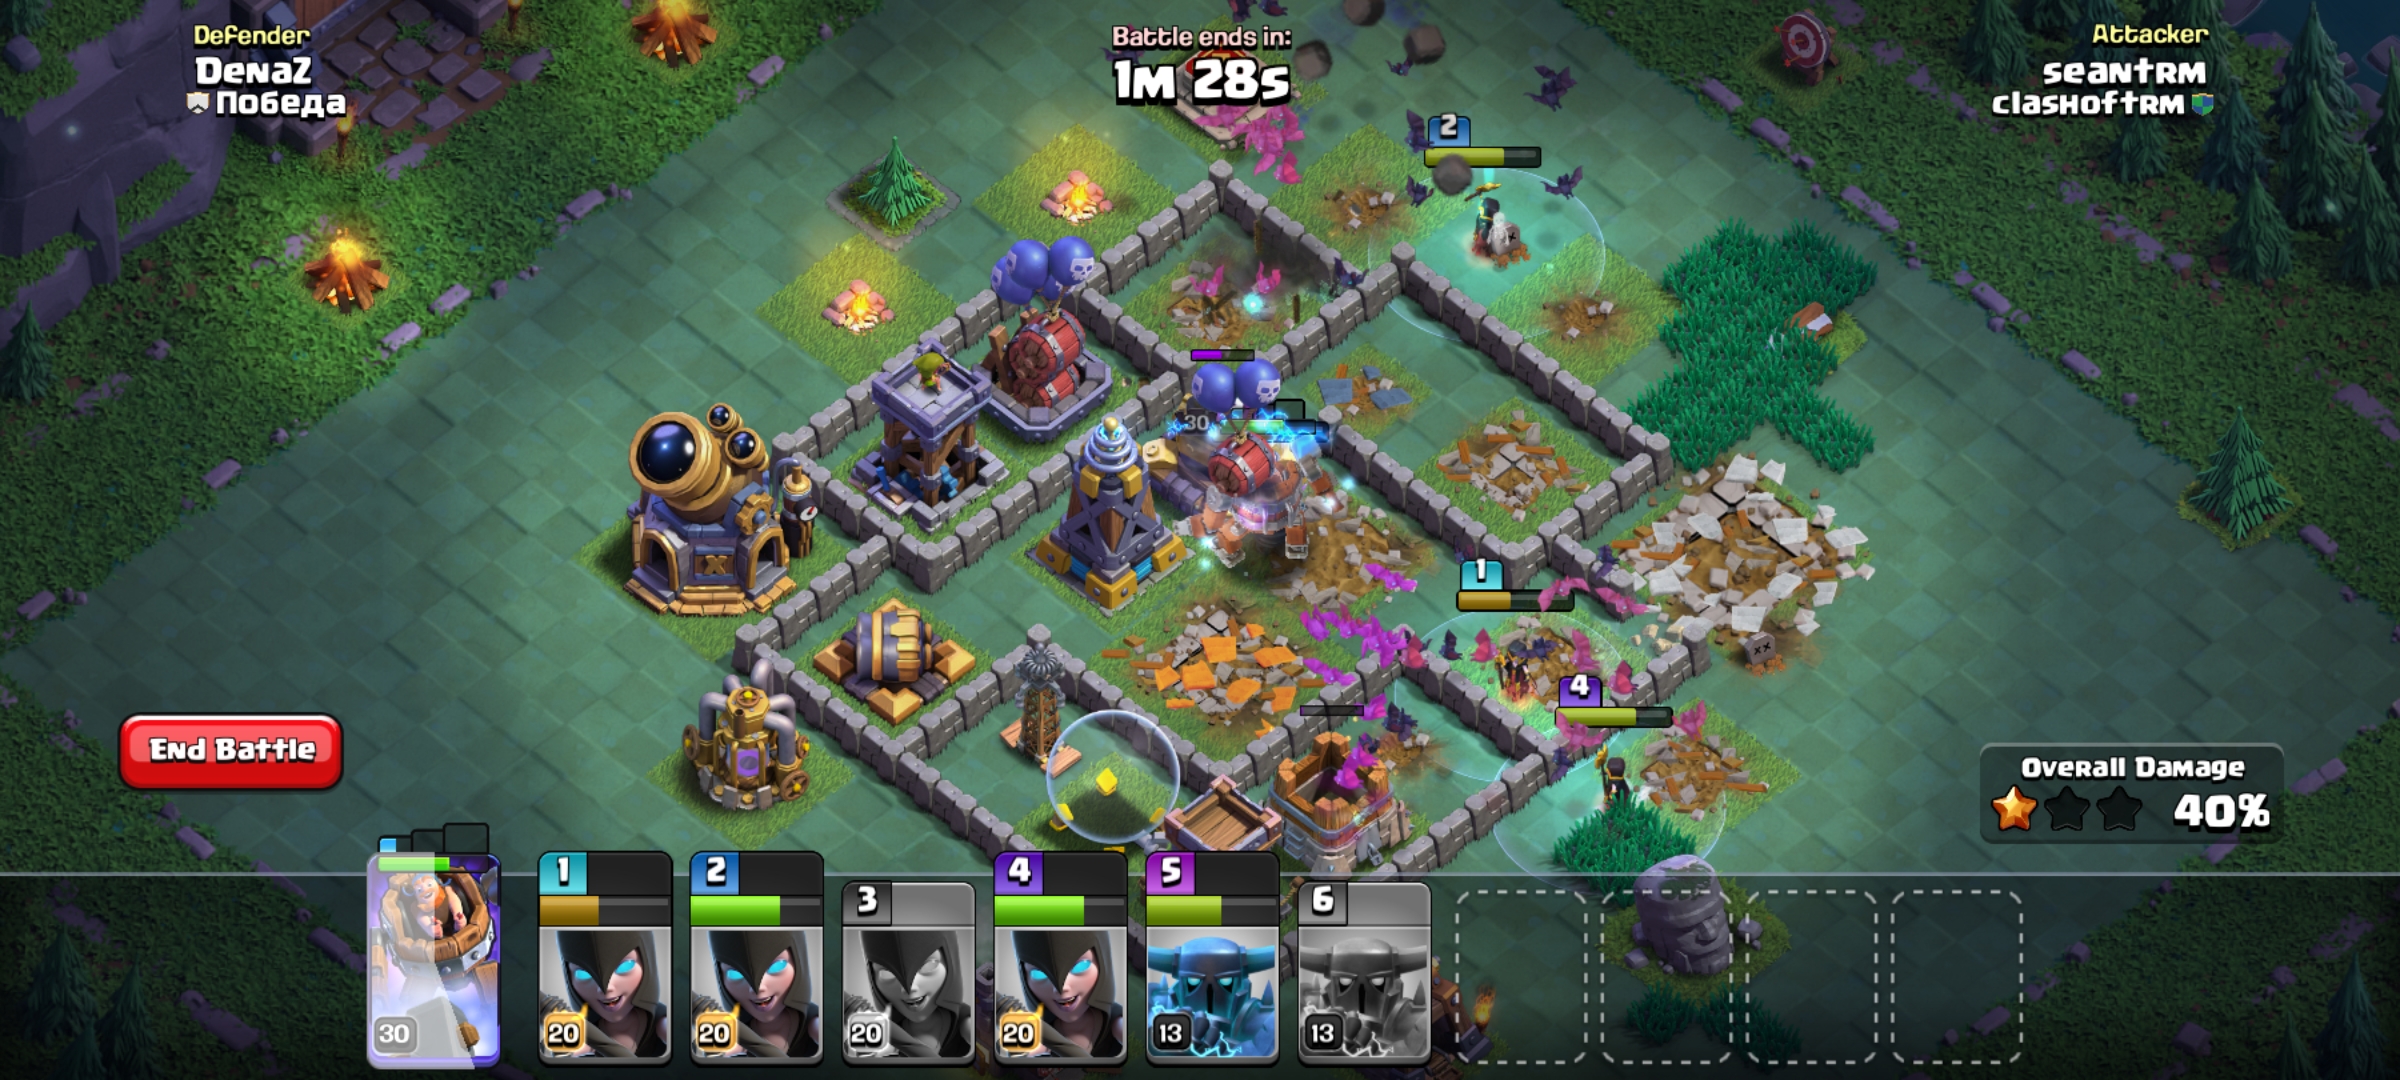 Defender
DenaZ
Победа
Battle ends in:
1M 28s
Attacker
seantrm
clashoftrm
2
30
1
4
End Battle
Overall Damage
40%
1
2
3
4
5
6
30
20
20
20
20
13
13